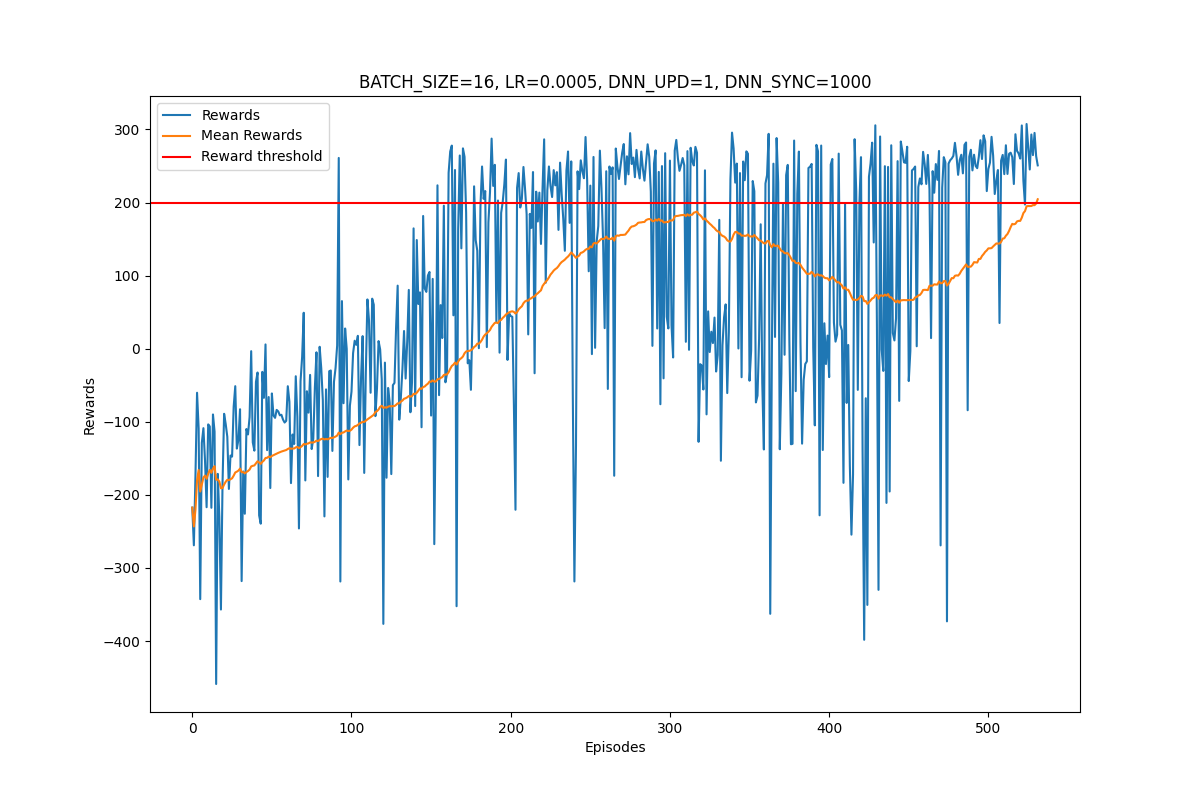 BATCH_SIZE=16, LR=0.0005, DNN_UPD=1, DNN_SYNC=1000
Rewards
Mean Rewards
Reward threshold
300
200
100
0
−100
−200
−300
−400
Rewards
0 100 200 300 400 500
Episodes